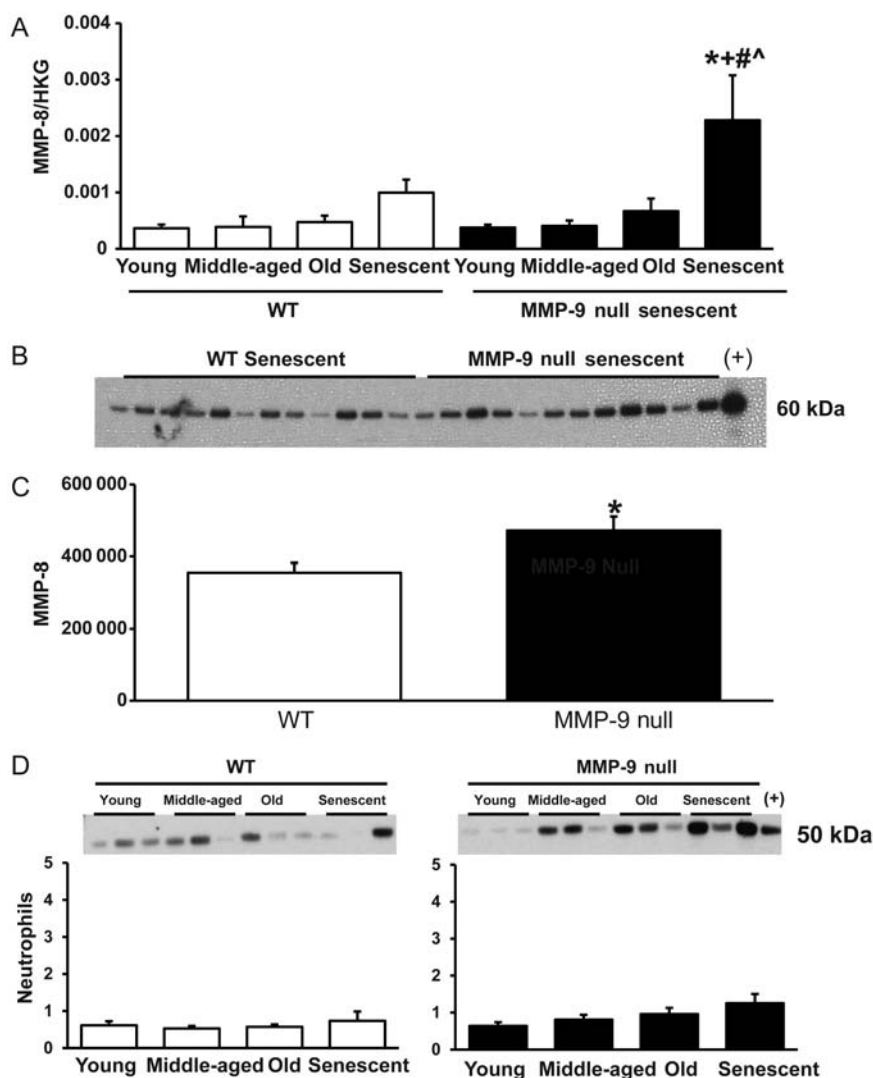 A
0.004
0.003
0.002
0.001
0
MMP-8/HKG
*+#^
Young Middle-aged Old Senescent Young Middle-aged Old Senescent
WT MMP-9 null senescent
B
WT Senescent MMP-9 null senescent (+)
60 kDa
C
600 000
400 000
200 000
0
MMP-8
*
MMP-9 Null
WT MMP-9 null
D
WT MMP-9 null
Young Middle-aged Old Senescent Young Middle-aged Old Senescent (+)
50 kDa
5 5
4 4
3 3
2 2
1 1
0 0
Neutrophils
Young Middle-aged Old Senescent Young Middle-aged Old Senescent